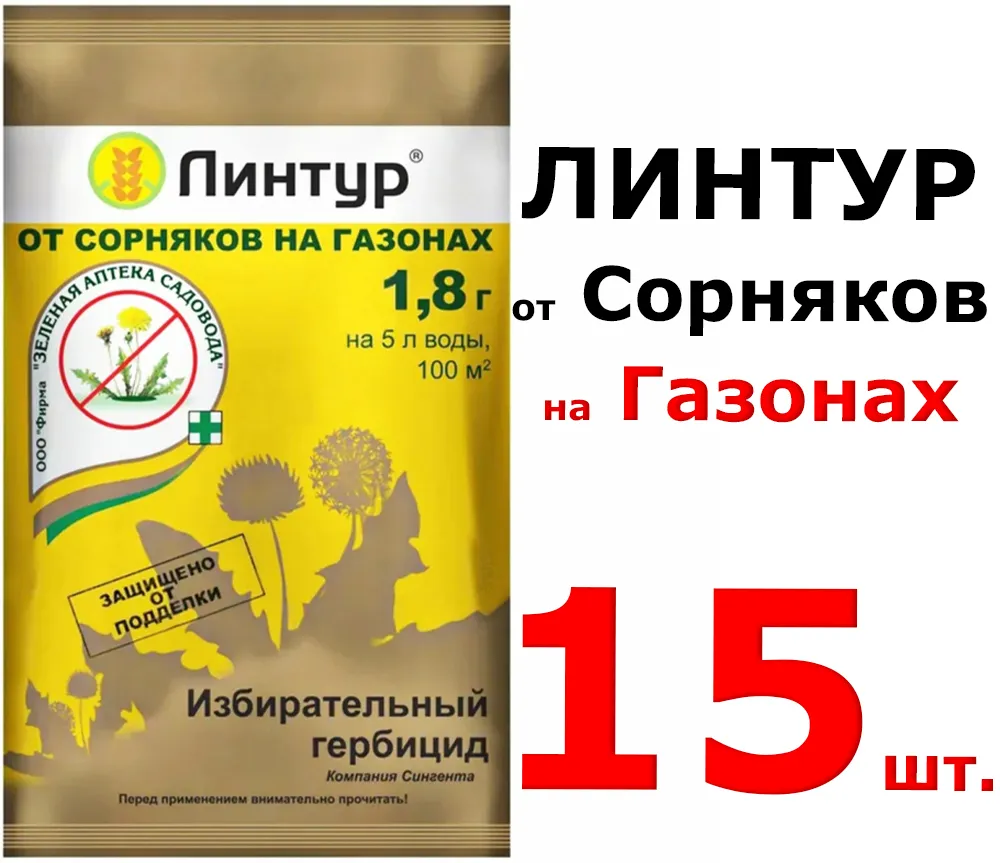 Линтур®
ОТ СОРНЯКОВ НА ГАЗОНАХ
ООО "Фирма "ЗЕЛЕНАЯ АПТЕКА САДОВОДА"
1,8 г
на 5 л воды,
100 м²
ЗАЩИЩЕНО
ОТ
ПОДДЕЛКИ
Избирательный
гербицид
Компания Сингента
Перед применением внимательно прочитать!
ЛИНТУР
от Сорняков
на Газонах
15 шт.